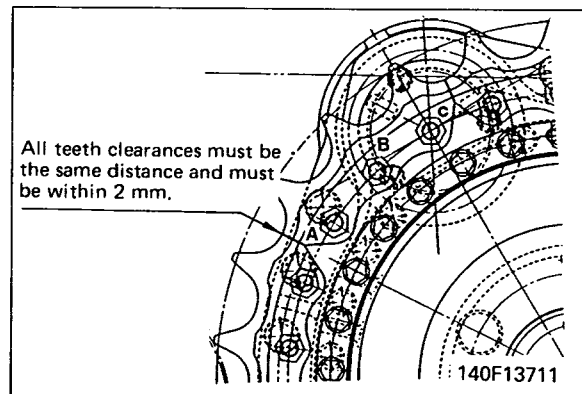 C
B
All teeth clearances must be
the same distance and must
be within 2 mm.
A
140F13711